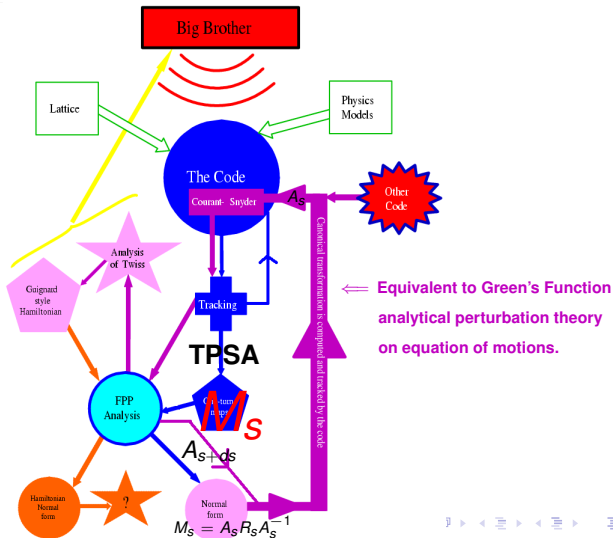 Big Brother
Lattice
Physics
Models
The Code
Courant- Snyder
A_s
Other
Code
Canonical transformation is computed and tracked by the code
Analysis
of Twiss
Guignard
style
Hamiltonian
Tracking
⇐ Equivalent to Green's Function
analytical perturbation theory
on equation of motions.
TPSA
FPP
Analysis
M_s
A_{s+ds}
Hamiltonian
Normal
form
?
Normal
form
M_s = A_s R_s A_s^{-1}